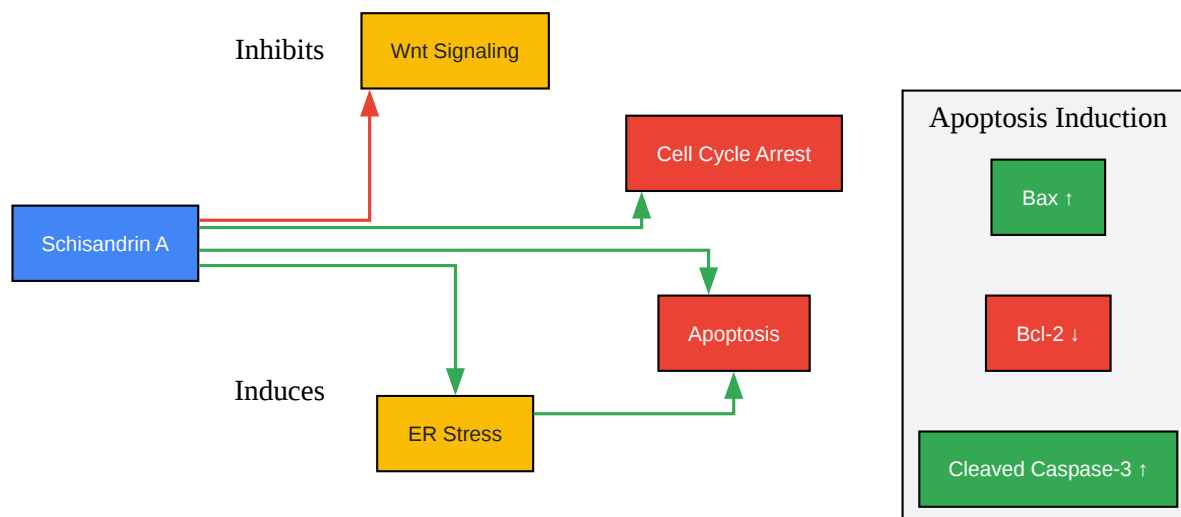 Inhibits
Wnt Signaling
Cell Cycle Arrest
Schisandrin A
Apoptosis
Induces
ER Stress
Apoptosis Induction
Bax ↑
Bcl-2 ↓
Cleaved Caspase-3 ↑